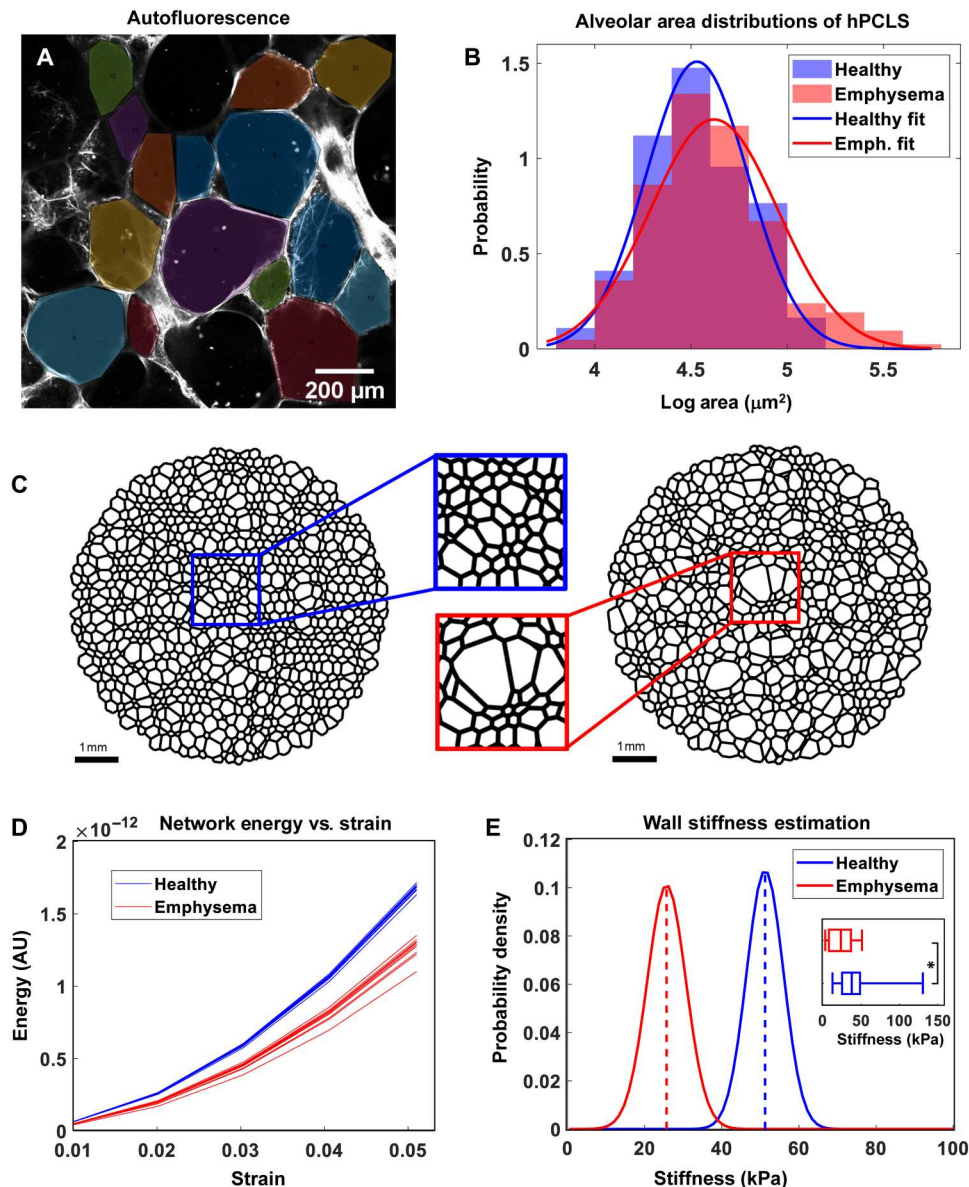 Autofluorescence
A
12
10
9
11
200 μm
Alveolar area distributions of hPCLS
B
Healthy
Emphysema
Healthy fit
Emph. fit
1.5
1
0.5
0
Probability
4
4.5
5
5.5
Log area (μm²)
C
1mm
1mm
D
×10⁻¹²
Network energy vs. strain
Healthy
Emphysema
2
1.5
1
0.5
0
Energy (AU)
0.01
0.02
0.03
0.04
0.05
Strain
E
Wall stiffness estimation
Healthy
Emphysema
0.12
0.1
0.08
0.06
0.04
0.02
0
Probability density
*
0
50
100
150
Stiffness (kPa)
0
20
40
60
80
100
Stiffness (kPa)